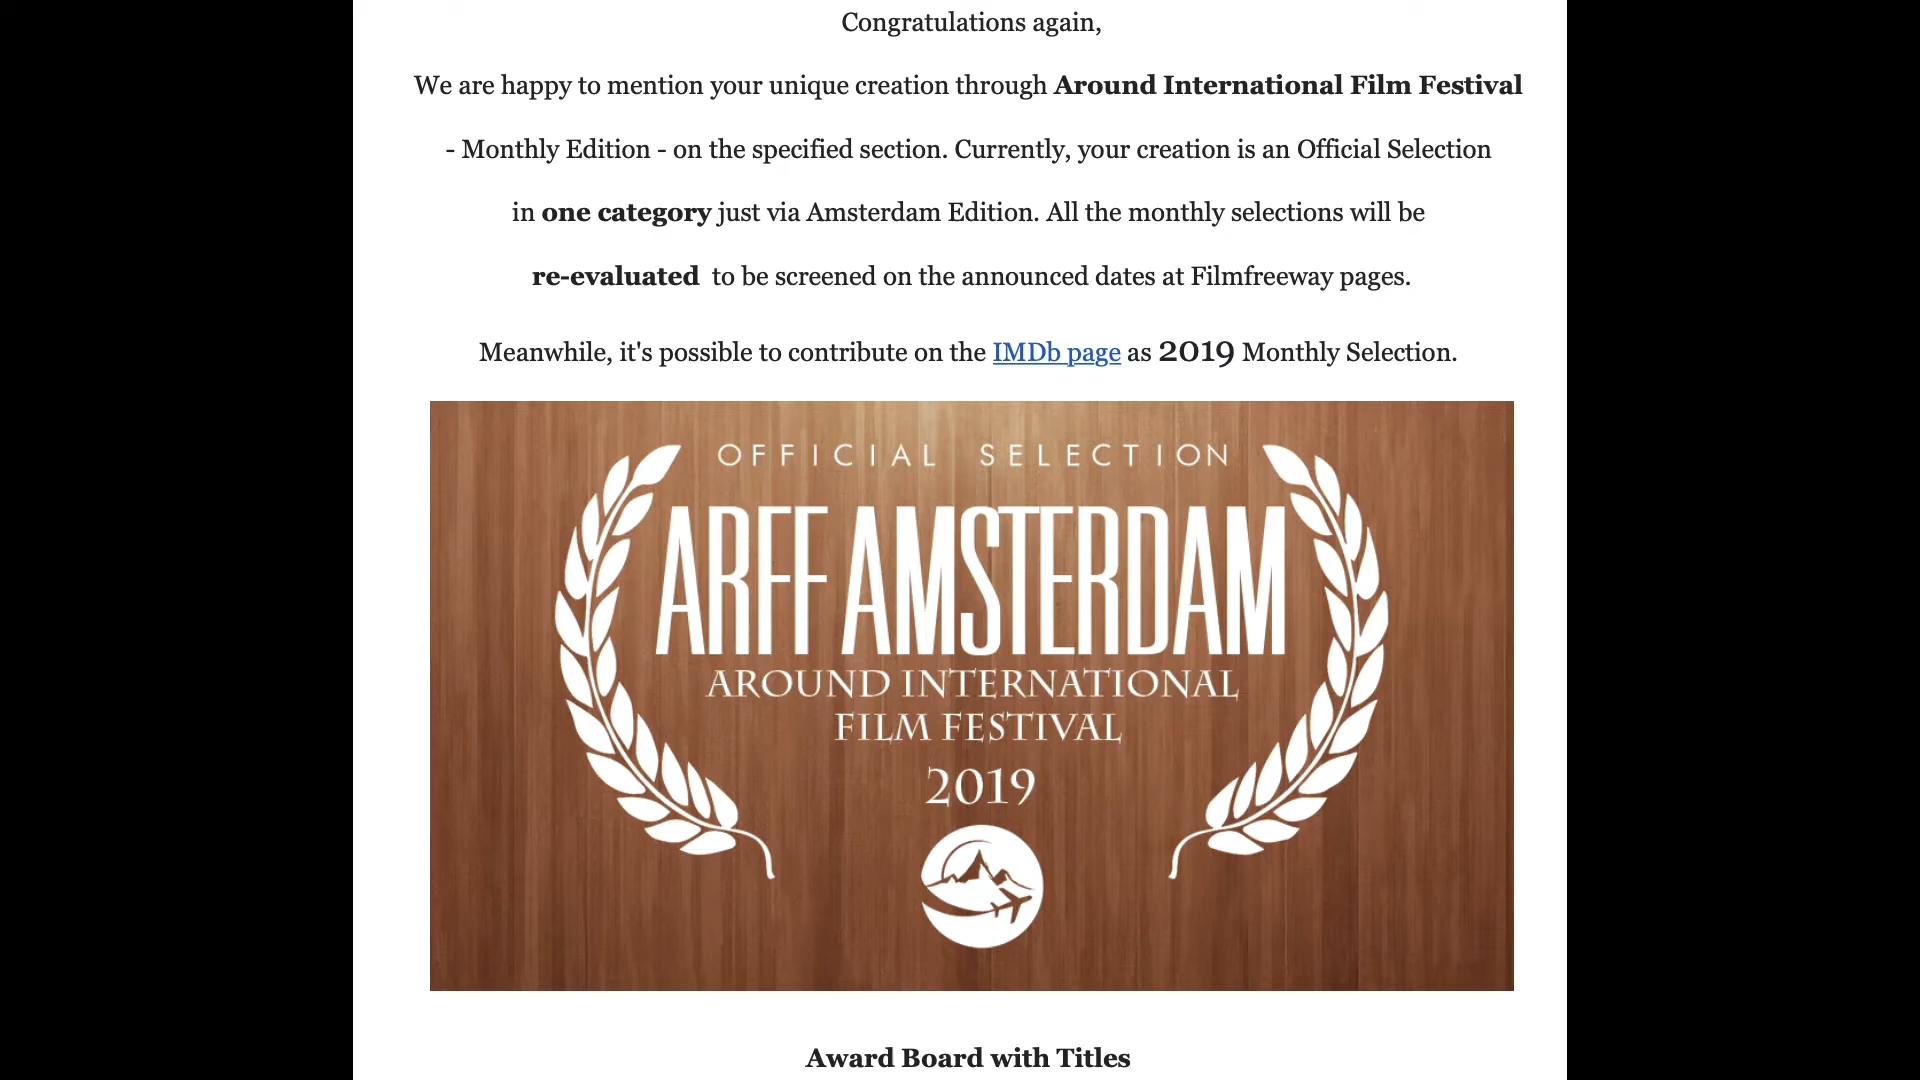 Congratulations again,
We are happy to mention your unique creation through Around International Film Festival
- Monthly Edition - on the specified section. Currently, your creation is an Official Selection
in one category just via Amsterdam Edition. All the monthly selections will be
re-evaluated to be screened on the announced dates at Filmfreeway pages.
Meanwhile, it's possible to contribute on the IMDb page as 2019 Monthly Selection.
OFFICIAL SELECTION
ARFF AMSTERDAM
AROUND INTERNATIONAL
FILM FESTIVAL
2019
Award Board with Titles